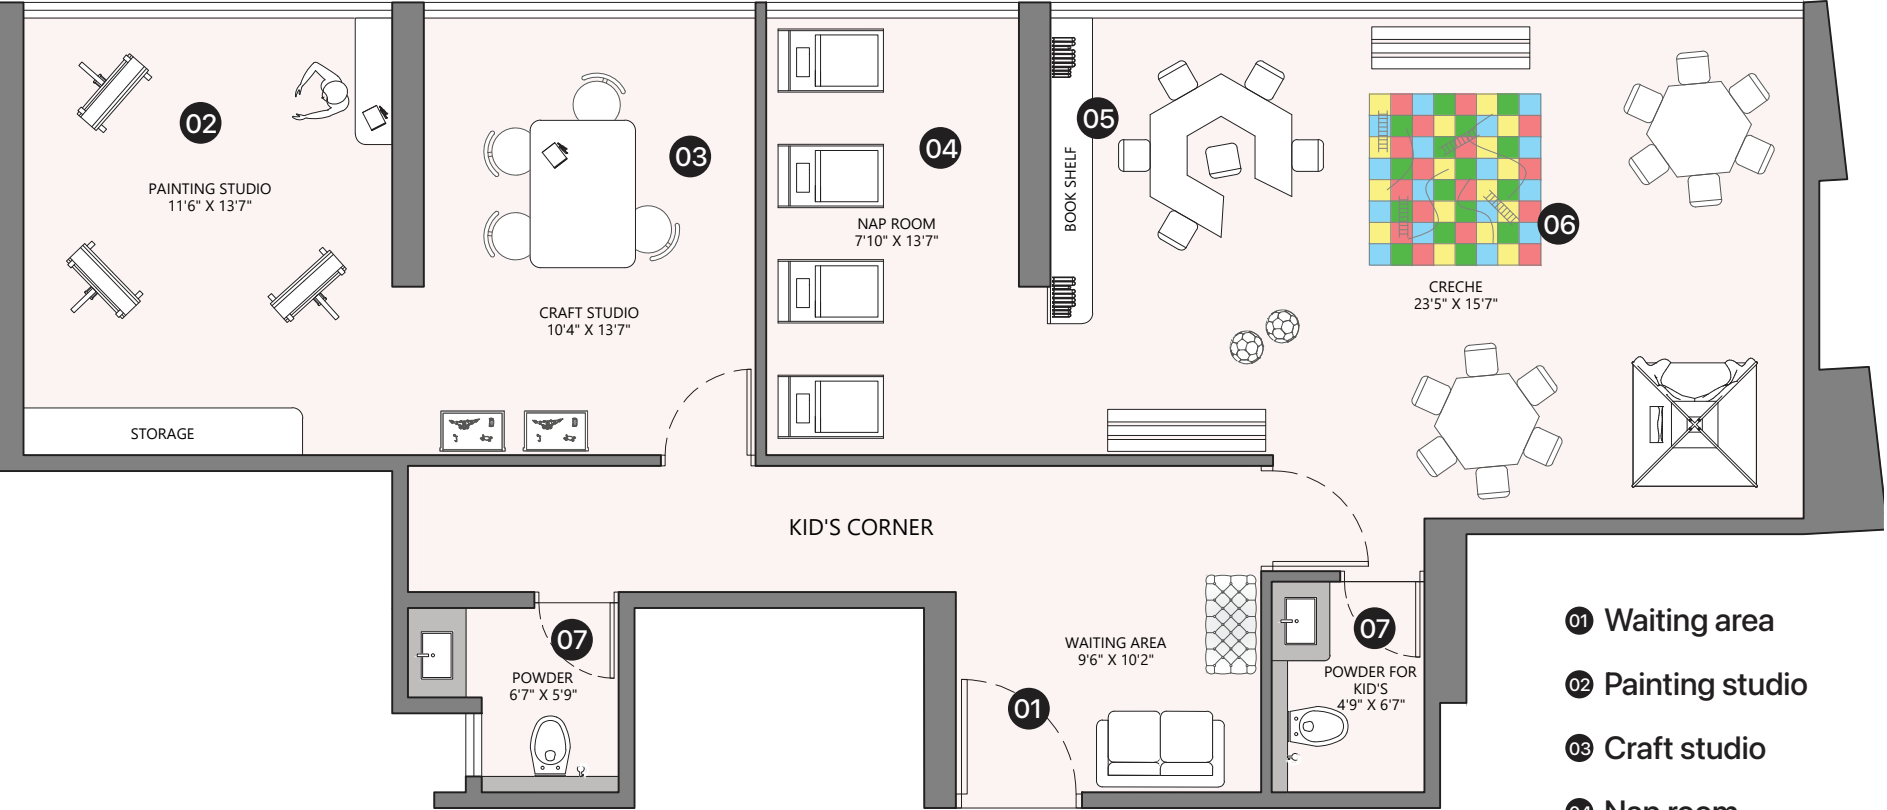 02
PAINTING STUDIO
11'6" X 13'7"
STORAGE
03
CRAFT STUDIO
10'4" X 13'7"
04
NAP ROOM
7'10" X 13'7"
05
BOOK SHELF
06
CRECHE
23'5" X 15'7"
KID'S CORNER
07
POWDER
6'7" X 5'9"
01
WAITING AREA
9'6" X 10'2"
07
POWDER FOR
KID'S
4'9" X 6'7"
01 Waiting area
02 Painting studio
03 Craft studio
04 Nap room